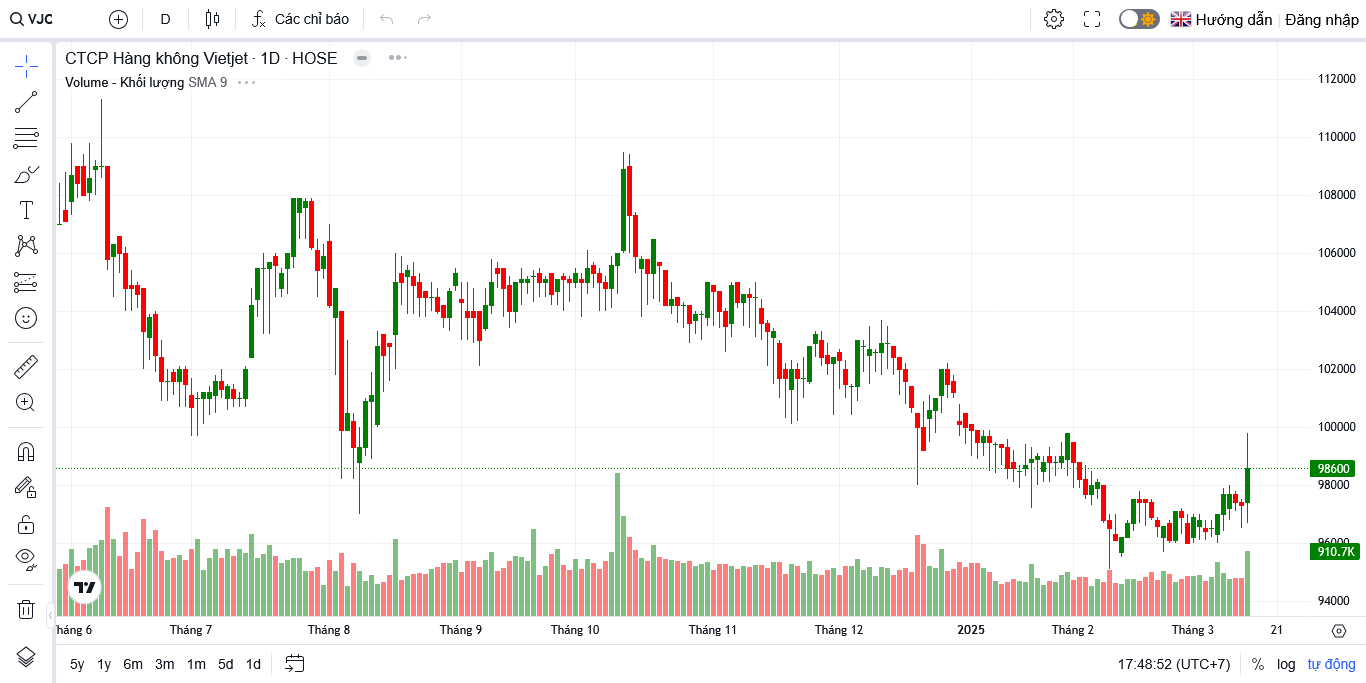 VJC
D
Các chỉ báo
Hướng dẫn
Đăng nhập
CTCP Hàng không Vietjet · 1D · HOSE
Volume - Khối lượng SMA 9
112000
110000
108000
106000
104000
102000
100000
98600
98000
96000
910.7K
94000
háng 6
Tháng 7
Tháng 8
Tháng 9
Tháng 10
Tháng 11
Tháng 12
2025
Tháng 2
Tháng 3
21
5y 1y 6m 3m 1m 5d 1d
17:48:52 (UTC+7)
%
log
tự động